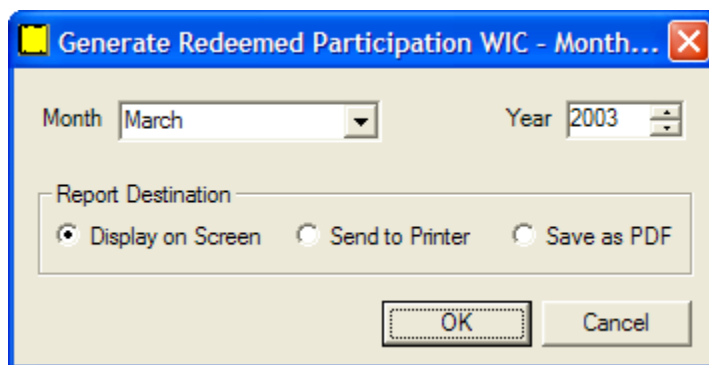 Generate Redeemed Participation WIC - Month...
Month March Year 2003
Report Destination
Display on Screen Send to Printer Save as PDF
OK Cancel